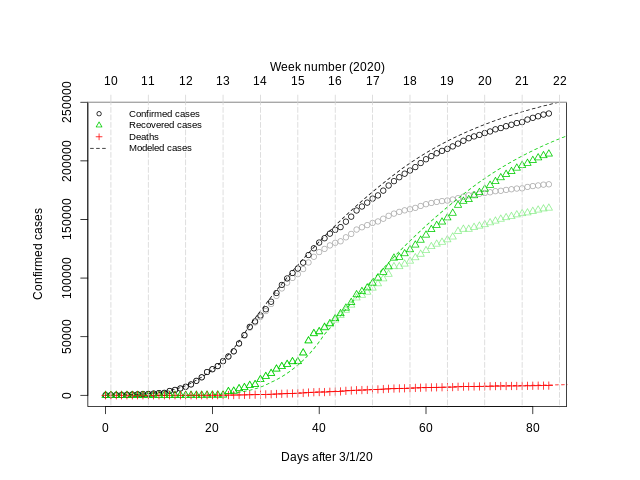 Week number (2020)
10 11 12 13 14 15 16 17 18 19 20 21 22
Confirmed cases
Recovered cases
Deaths
Modeled cases
Confirmed cases
250000
200000
150000
100000
50000
0
0 20 40 60 80
Days after 3/1/20